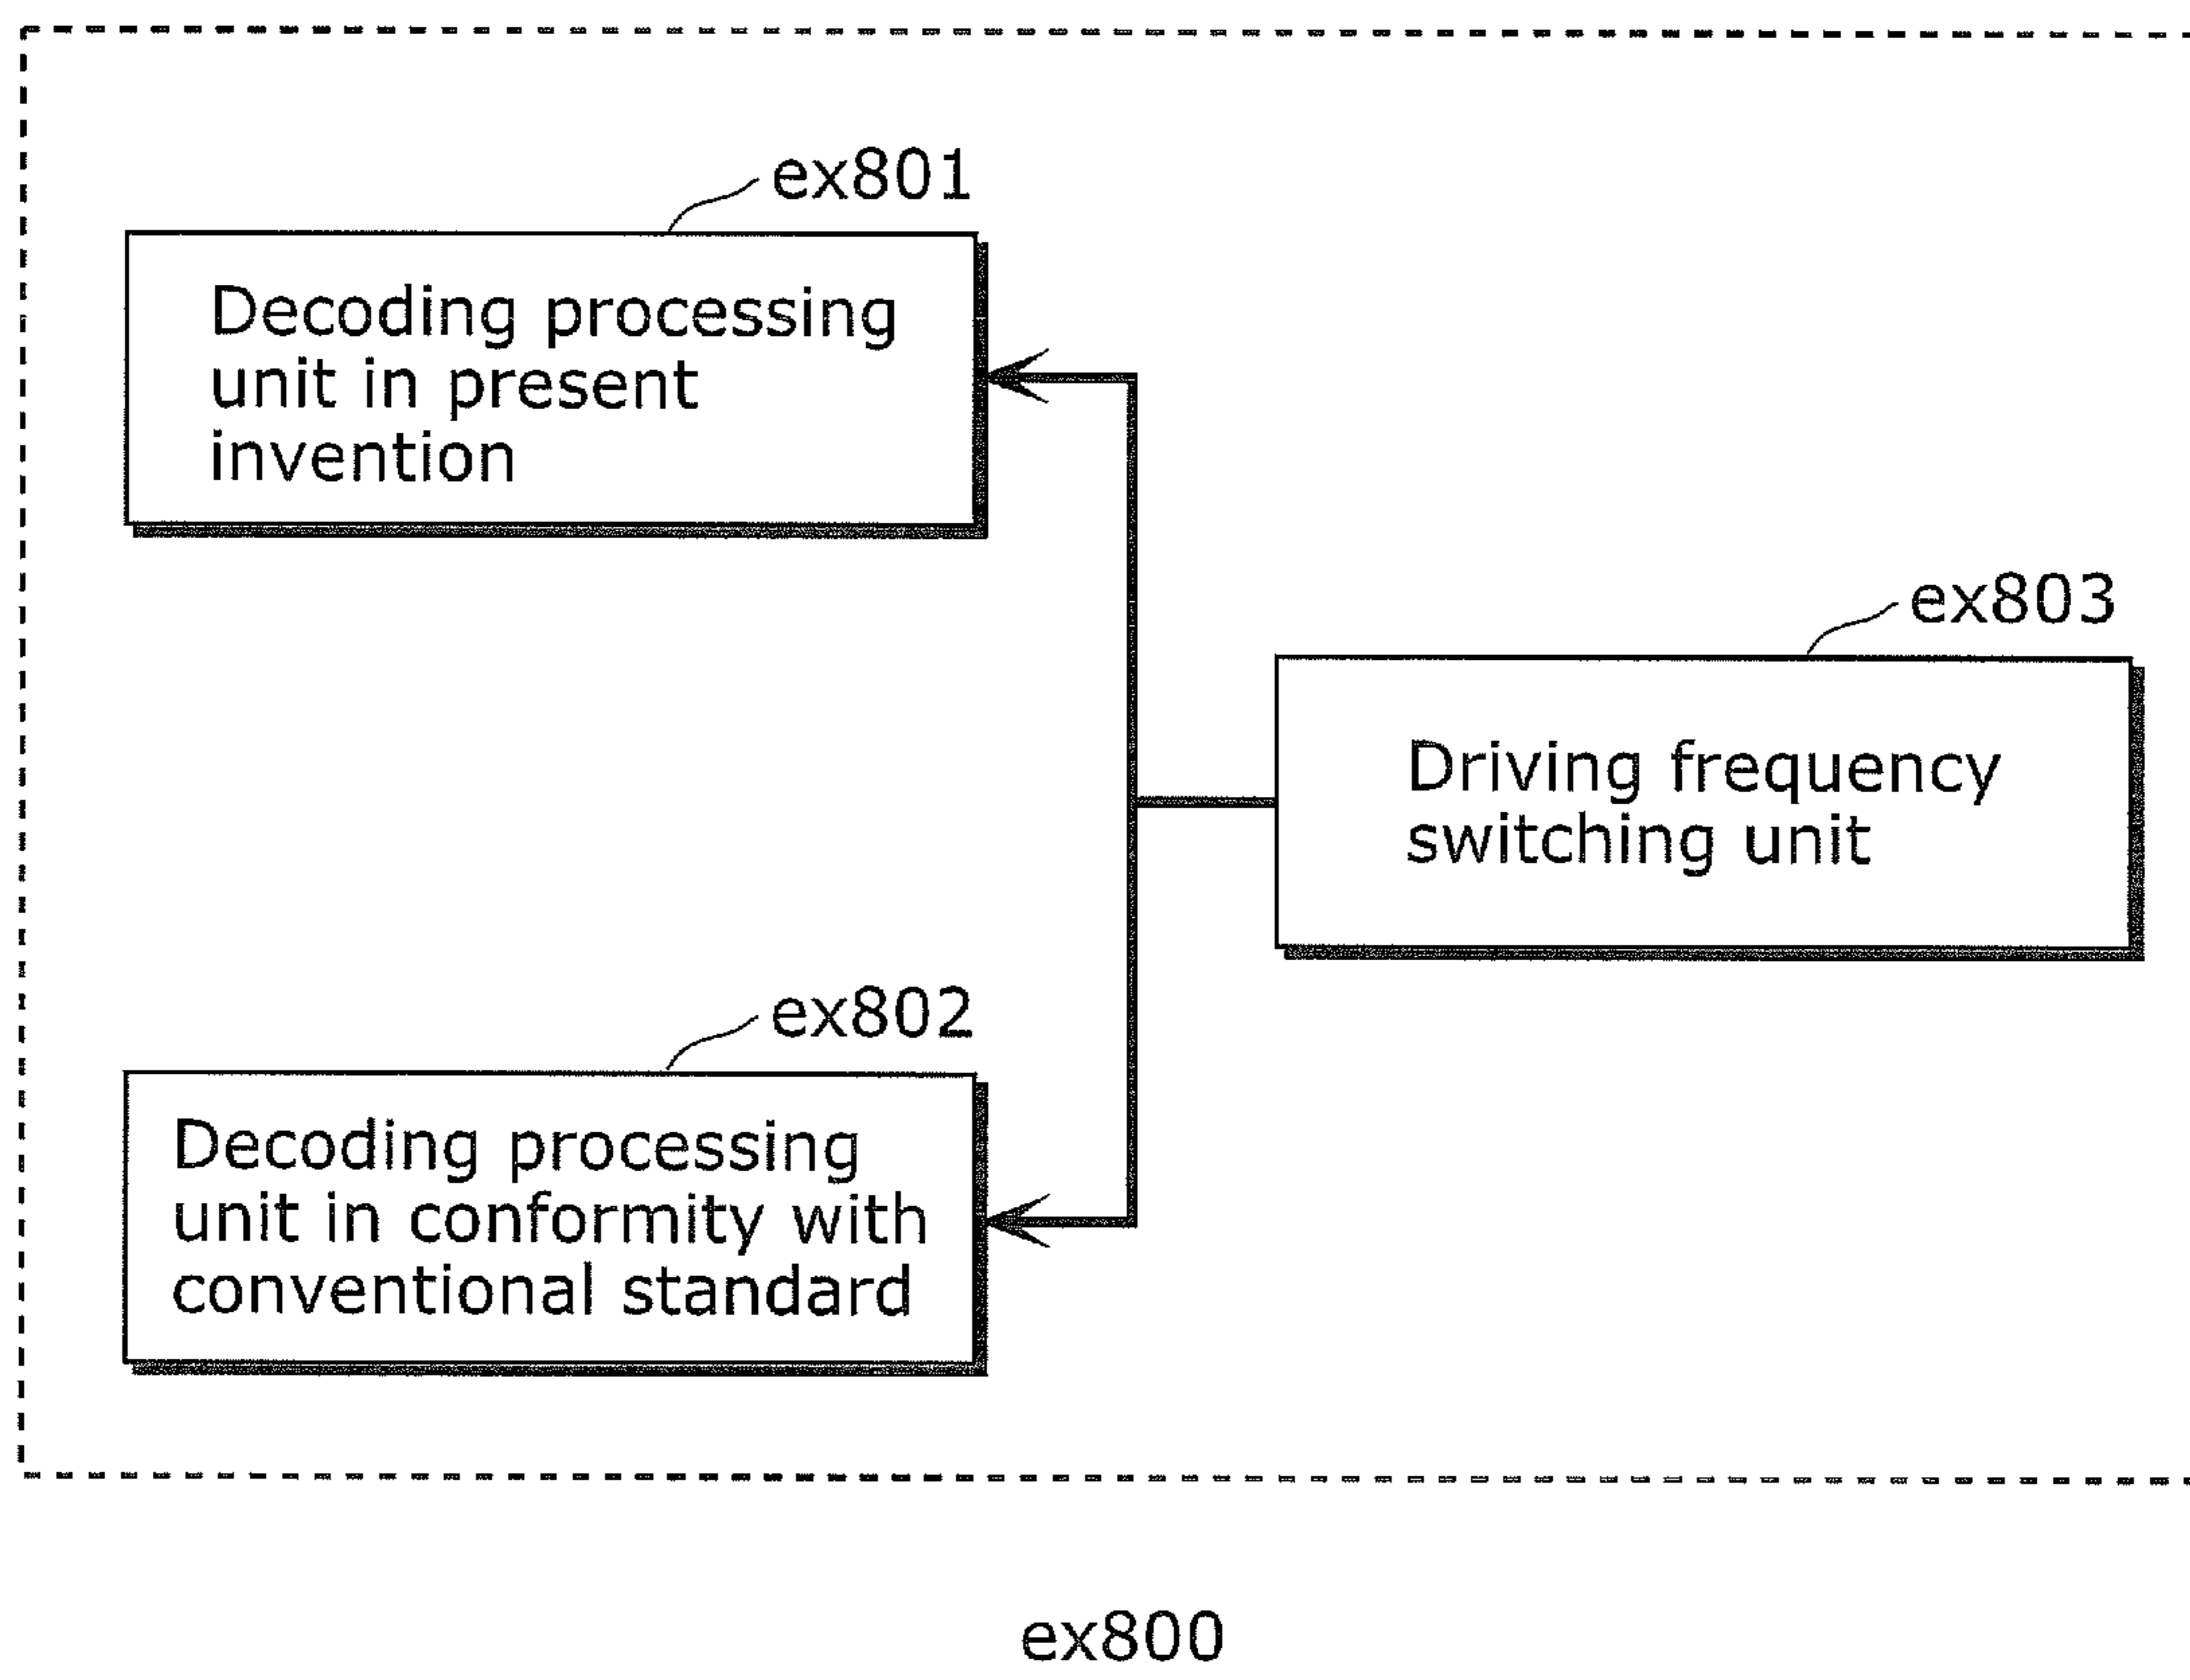 ex801
Decoding processing
unit in present
invention
ex803
Driving frequency
switching unit
ex802
Decoding processing
unit in conformity with
conventional standard
ex800